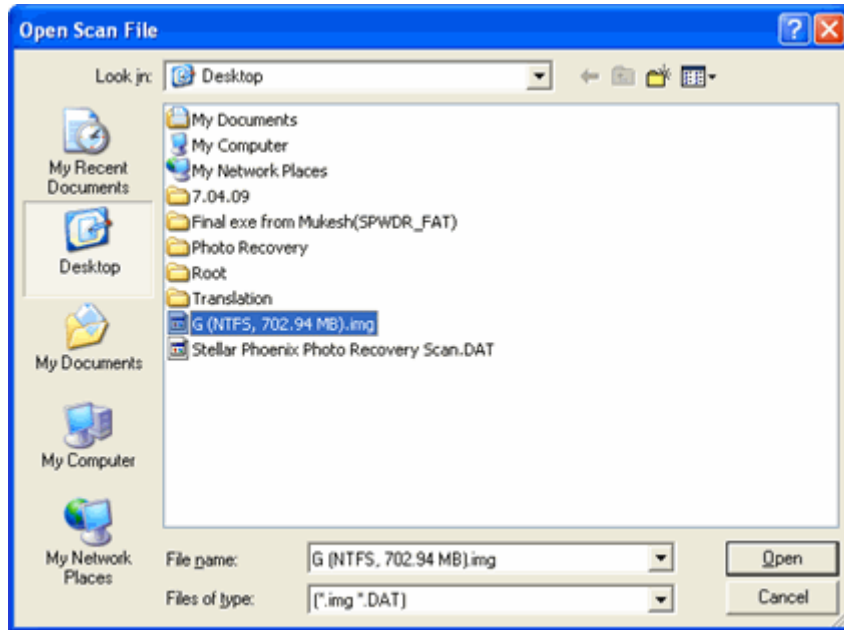 Open Scan File
Look in:
Desktop
My Recent
Documents
Desktop
My Documents
My Computer
My Network
Places
My Documents
My Computer
My Network Places
7.04.09
Final exe from Mukesh(SPWDR_FAT)
Photo Recovery
Root
Translation
G (NTFS, 702.94 MB).img
Stellar Phoenix Photo Recovery Scan.DAT
File name:
G (NTFS, 702.94 MB).img
Open
Files of type:
(*.img *.DAT)
Cancel